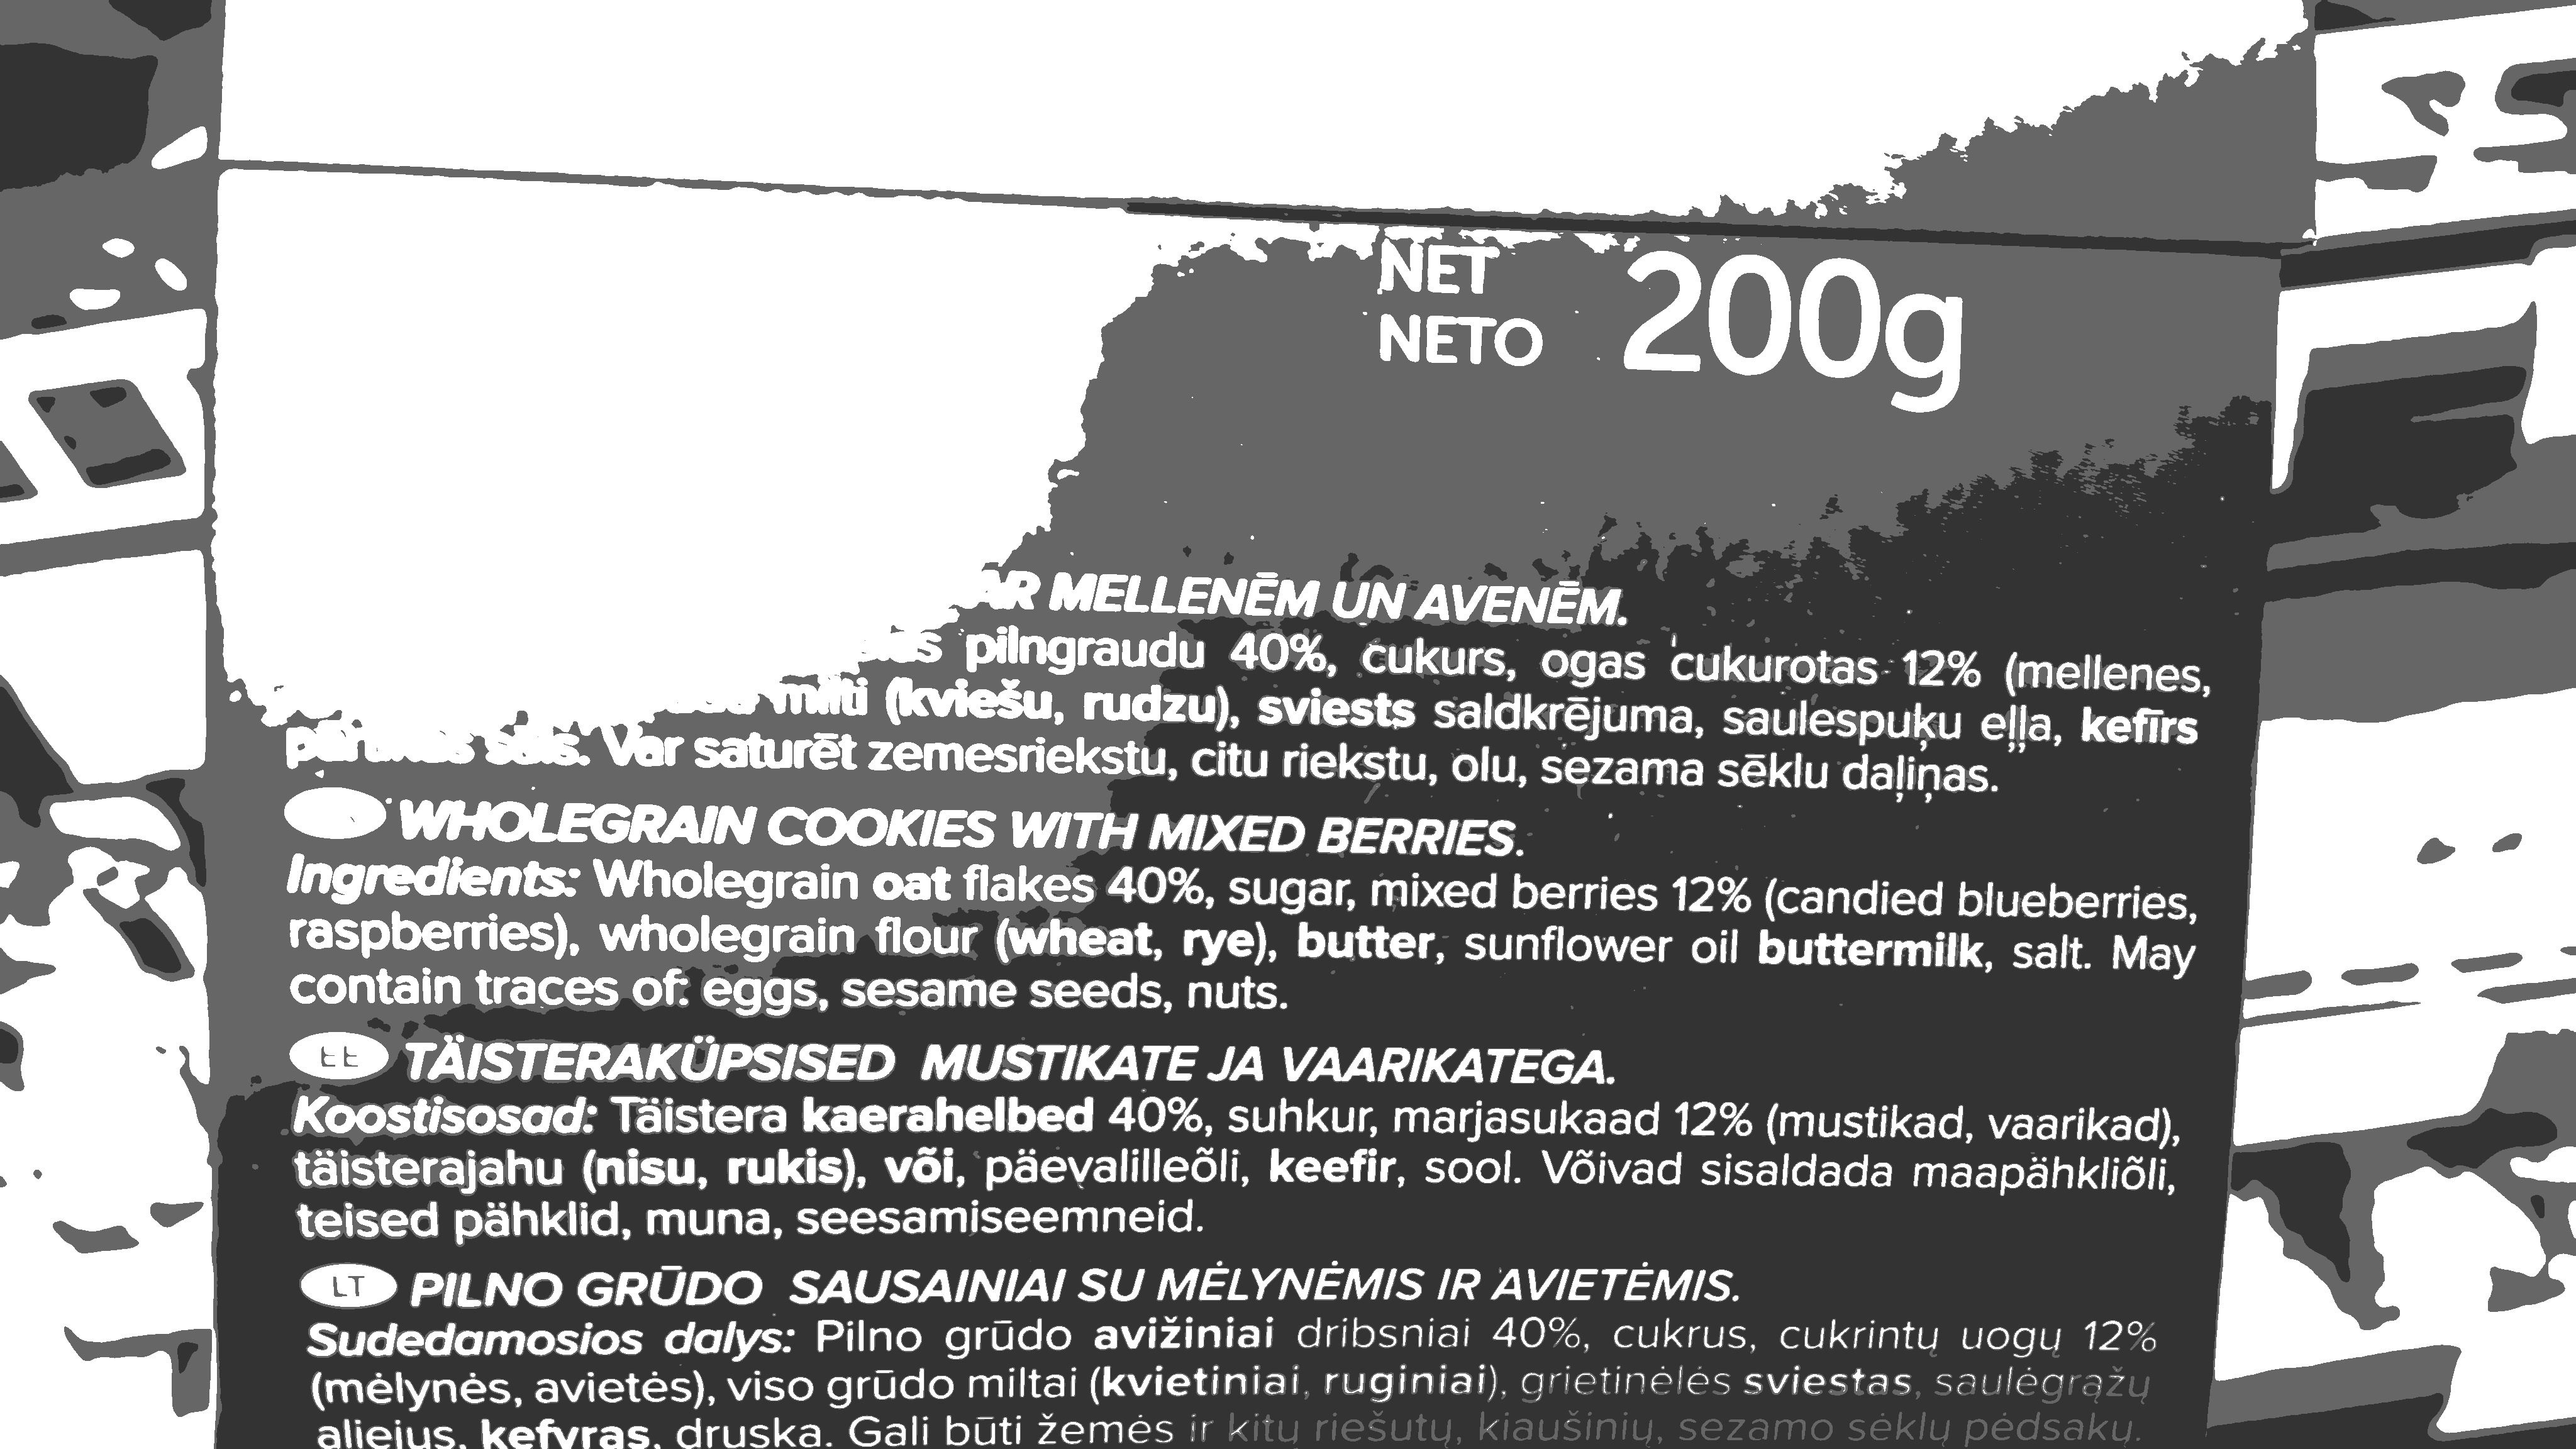 NET
NETO 200g
AR MELLENĒM UN AVENĒM.
pilngraudu 40%, cukurs, ogas cukurotas 12% (mellenes,
milti (kviešu, rudzu), sviests saldkrējuma, saulespuķu eļļa, kefīrs
pārtikas sāls. Var saturēt zemesriekstu, citu riekstu, olu, sezama sēklu daļiņas.
WHOLEGRAIN COOKIES WITH MIXED BERRIES.
Ingredients: Wholegrain oat flakes 40%, sugar, mixed berries 12% (candied blueberries,
raspberries), wholegrain flour (wheat, rye), butter, sunflower oil buttermilk, salt. May
contain traces of: eggs, sesame seeds, nuts.
EE TÄISTERAKÜPSISED MUSTIKATE JA VAARIKATEGA.
Koostisosad: Täistera kaerahelbed 40%, suhkur, marjasukaad 12% (mustikad, vaarikad),
täisterajahu (nisu, rukis), või, päevalilleõli, keefir, sool. Võivad sisaldada maapähkliõli,
teised pähklid, muna, seesamiseemneid.
LT PILNO GRŪDO SAUSAINIAI SU MĖLYNĖMIS IR AVIETĖMIS.
Sudedamosios dalys: Pilno grūdo avižiniai dribsniai 40%, cukrus, cukrintų uogų 12%
(mėlynės, avietės), viso grūdo miltai (kvietiniai, ruginiai), grietinėlės sviestas, saulėgrąžų
aliejus, kefyras, druska. Gali būti žemės ir kitų riešutų, kiaušinių, sezamo sėklų pėdsakų.